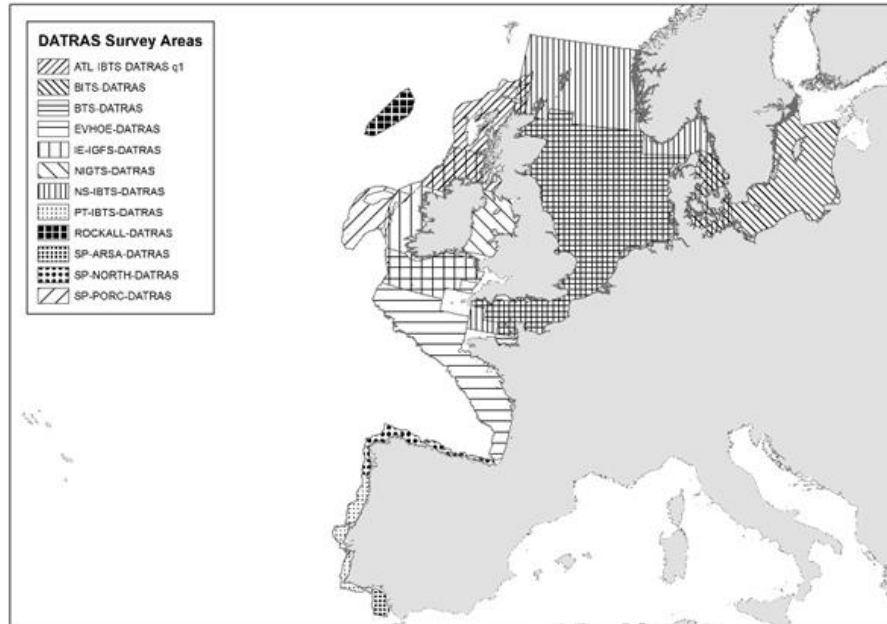 DATRAS Survey Areas
ATL IBTS DATRAS q1
BITS-DATRAS
BTS-DATRAS
EVHOE-DATRAS
IE-IGFS-DATRAS
NIGTS-DATRAS
NS-IBTS-DATRAS
PT-IBTS-DATRAS
ROCKALL-DATRAS
SP-ARSA-DATRAS
SP-NORTH-DATRAS
SP-PORC-DATRAS